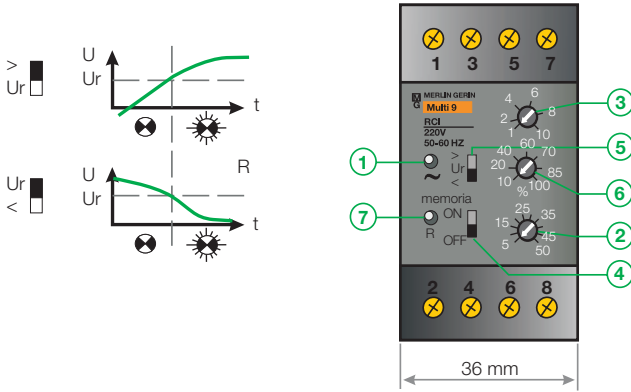 U
>
Ur
Ur
t
R
Ur
<
U
Ur
t
1 3 5 7
MERLIN GERIN
MG
Multi 9
RCI
220V
50-60 HZ
1 2 4 6 8 10
3
>
Ur
<
5
1
~
10 20 40 60 70 85 100
%
6
memoria
7
ON
R
OFF
5 15 25 35 45 50
2
4
2 4 6 8
36 mm